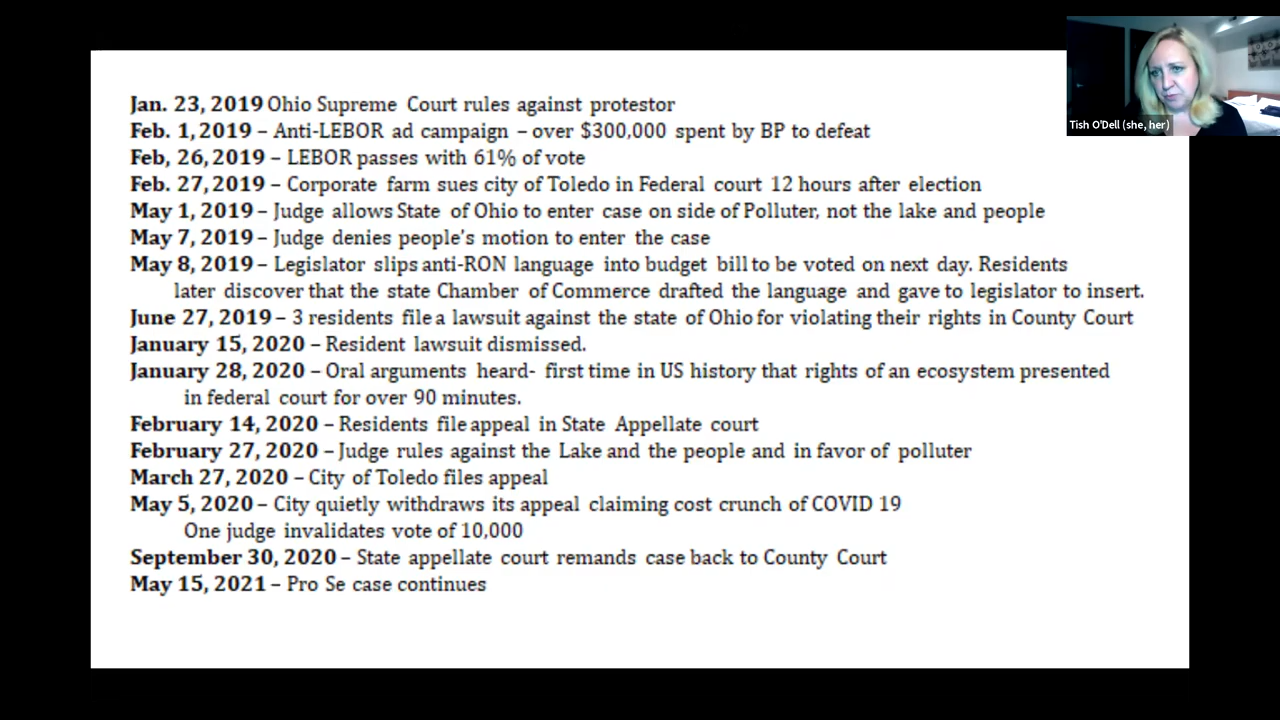 Jan. 23, 2019 Ohio Supreme Court rules against protestor
Feb. 1, 2019 – Anti-LEBOR ad campaign – over $300,000 spent by BP to defeat
Feb, 26, 2019 – LEBOR passes with 61% of vote
Feb. 27, 2019 – Corporate farm sues city of Toledo in Federal court 12 hours after election
May 1, 2019 – Judge allows State of Ohio to enter case on side of Polluter, not the lake and people
May 7, 2019 – Judge denies people's motion to enter the case
May 8, 2019 – Legislator slips anti-RON language into budget bill to be voted on next day. Residents
later discover that the state Chamber of Commerce drafted the language and gave to legislator to insert.
June 27, 2019 – 3 residents file a lawsuit against the state of Ohio for violating their rights in County Court
January 15, 2020 – Resident lawsuit dismissed.
January 28, 2020 – Oral arguments heard- first time in US history that rights of an ecosystem presented
in federal court for over 90 minutes.
February 14, 2020 – Residents file appeal in State Appellate court
February 27, 2020 – Judge rules against the Lake and the people and in favor of polluter
March 27, 2020 – City of Toledo files appeal
May 5, 2020 – City quietly withdraws its appeal claiming cost crunch of COVID 19
One judge invalidates vote of 10,000
September 30, 2020 – State appellate court remands case back to County Court
May 15, 2021 – Pro Se case continues
Tish O'Dell (she, her)